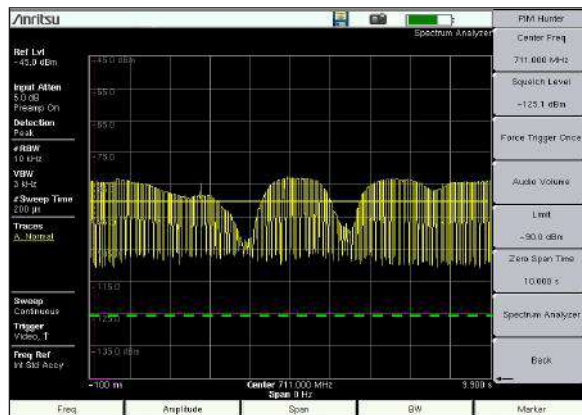 Anritsu
PIM Hunter
Spectrum Analyzer
Center Freq
711.000 MHz
Squelch Level
-125.1 dBm
Force Trigger Once
Audio Volume
Limit
-90.0 dBm
Zero Span Time
10.000 s
Spectrum Analyzer
Back
Ref Lvl
-45.0 dBm
Input Atten
5.0 dB
Preamp On
Detection
Peak
#RBW
10 kHz
VBW
3 kHz
#Sweep Time
200 µs
Traces
A: Normal
Sweep
Continuous
Trigger
Video, T
Freq Ref
Int Std Accy
-45.0 dBm
-55.0
-65.0
-75.0
-115.0
-125.0
-135.0 dBm
-100 ms
Center 711.000 MHz
Span 0 Hz
9.900 s
Freq
Amplitude
Span
BW
Marker